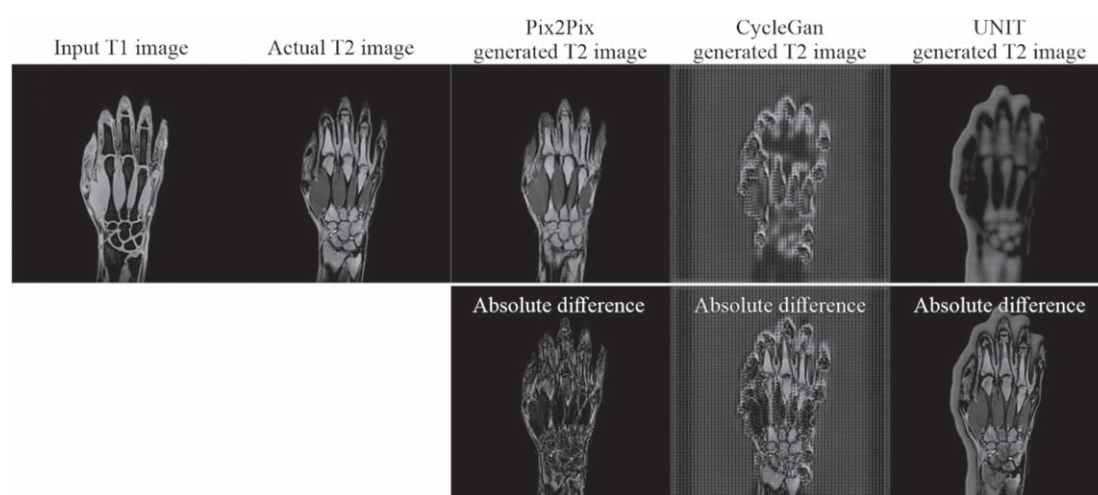 Input T1 image
Actual T2 image
Pix2Pix
generated T2 image
CycleGan
generated T2 image
UNIT
generated T2 image
Absolute difference
Absolute difference
Absolute difference